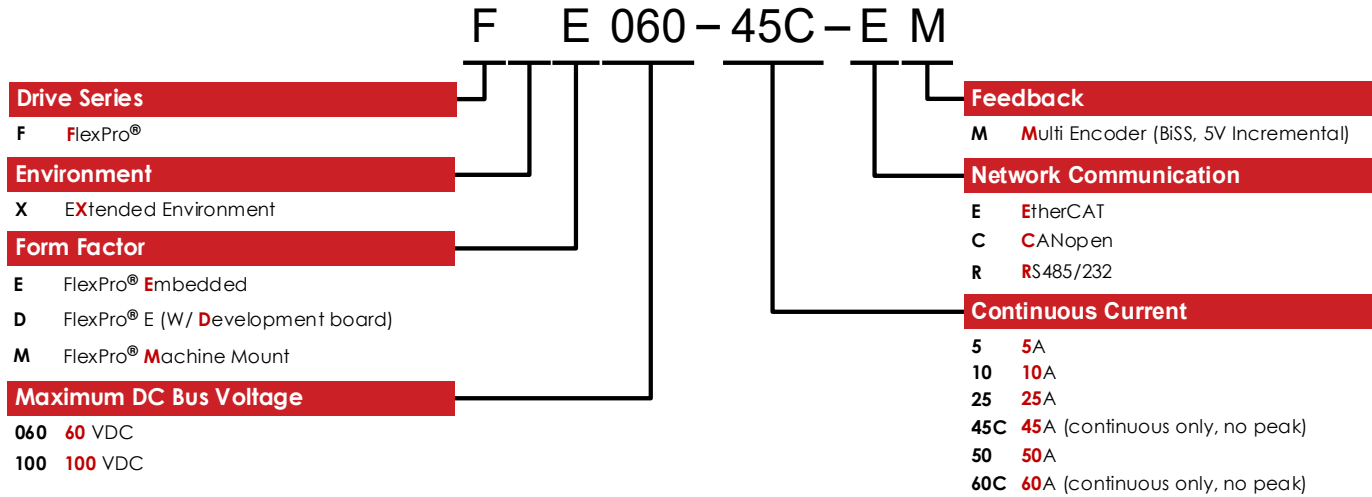 F E 060 – 45C – E M
Drive Series
F FlexPro®
Environment
X EXtended Environment
Form Factor
E FlexPro® Embedded
D FlexPro® E (W/ Development board)
M FlexPro® Machine Mount
Maximum DC Bus Voltage
060 60 VDC
100 100 VDC
Feedback
M Multi Encoder (BiSS, 5V Incremental)
Network Communication
E EtherCAT
C CANopen
R RS485/232
Continuous Current
5 5A
10 10A
25 25A
45C 45A (continuous only, no peak)
50 50A
60C 60A (continuous only, no peak)